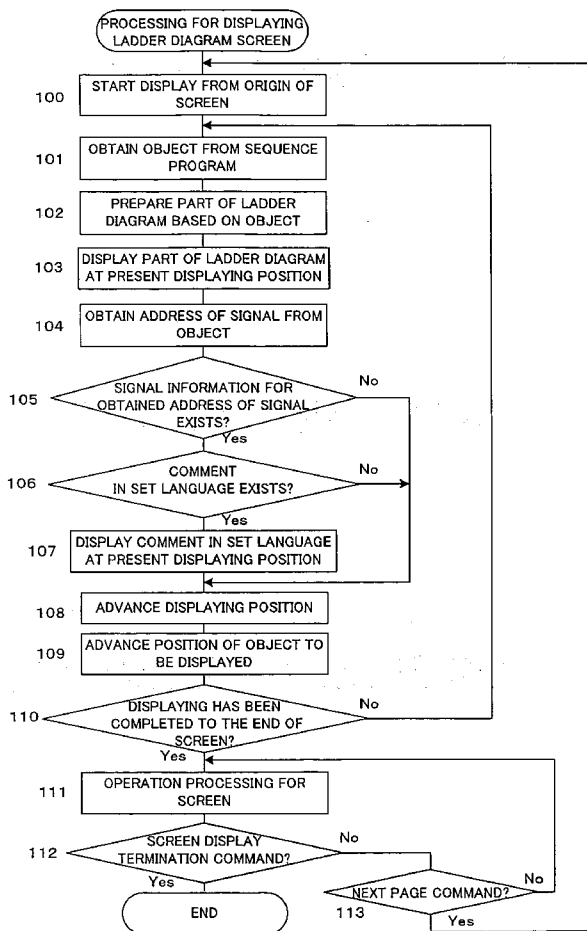 PROCESSING FOR DISPLAYING
LADDER DIAGRAM SCREEN
100
START DISPLAY FROM ORIGIN OF
SCREEN
101
OBTAIN OBJECT FROM SEQUENCE
PROGRAM
102
PREPARE PART OF LADDER
DIAGRAM BASED ON OBJECT
103
DISPLAY PART OF LADDER DIAGRAM
AT PRESENT DISPLAYING POSITION
104
OBTAIN ADDRESS OF SIGNAL FROM
OBJECT
105
SIGNAL INFORMATION FOR
OBTAINED ADDRESS OF SIGNAL
EXISTS?
No
Yes
106
COMMENT
IN SET LANGUAGE EXISTS?
No
Yes
107
DISPLAY COMMENT IN SET LANGUAGE
AT PRESENT DISPLAYING POSITION
108
ADVANCE DISPLAYING POSITION
109
ADVANCE POSITION OF OBJECT TO
BE DISPLAYED
110
DISPLAYING HAS BEEN
COMPLETED TO THE END OF
SCREEN?
No
Yes
111
OPERATION PROCESSING FOR
SCREEN
112
SCREEN DISPLAY
TERMINATION COMMAND?
No
Yes
END
NEXT PAGE COMMAND?
No
113
Yes